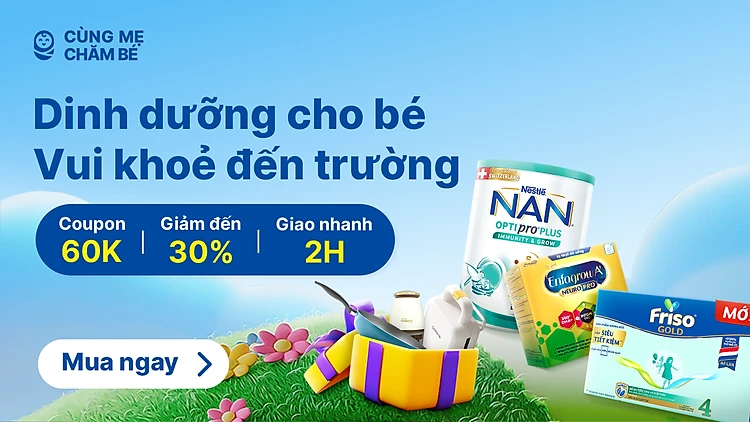 CÙNG MẸ
CHĂM BÉ
Dinh dưỡng cho bé
Vui khoẻ đến trường
Coupon
60K
Giảm đến
30%
Giao nhanh
2H
Mua ngay
SWITZERLAND
Nestlé
NAN
OPTIPRO PLUS
IMMUNITY & GROW
Enfagrow A+
NEUROPRO
Friso
GOLD
MỚI
SIÊU
TIẾT KIỆM
4